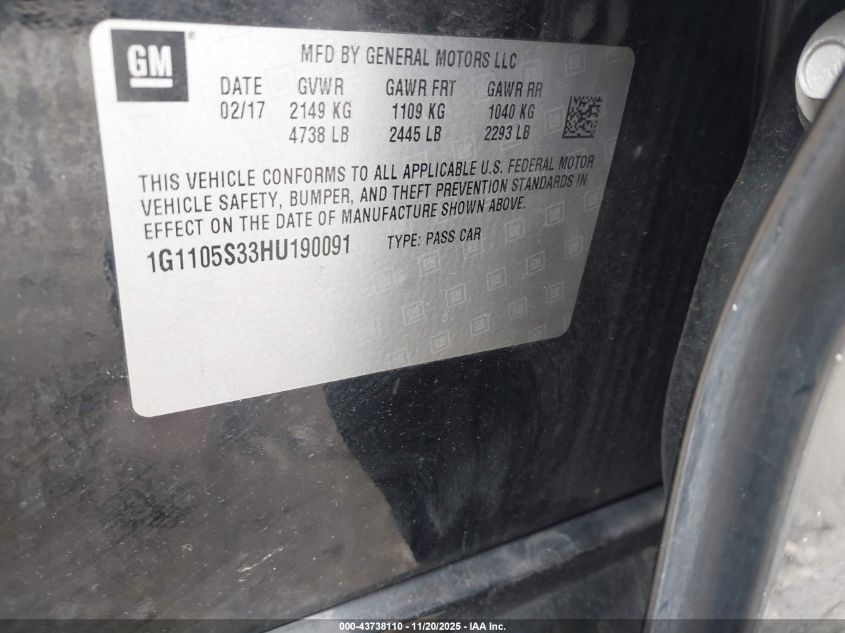 GM
MFD BY GENERAL MOTORS LLC
DATE GVWR GAWR FRT GAWR RR
02/17 2149 KG 1109 KG 1040 KG
4738 LB 2445 LB 2293 LB
THIS VEHICLE CONFORMS TO ALL APPLICABLE U.S. FEDERAL MOTOR
VEHICLE SAFETY, BUMPER, AND THEFT PREVENTION STANDARDS IN
EFFECT ON THE DATE OF MANUFACTURE SHOWN ABOVE.
1G1105S33HU190091 TYPE: PASS CAR
000-43738110 - 11/20/2025 - IAA Inc.